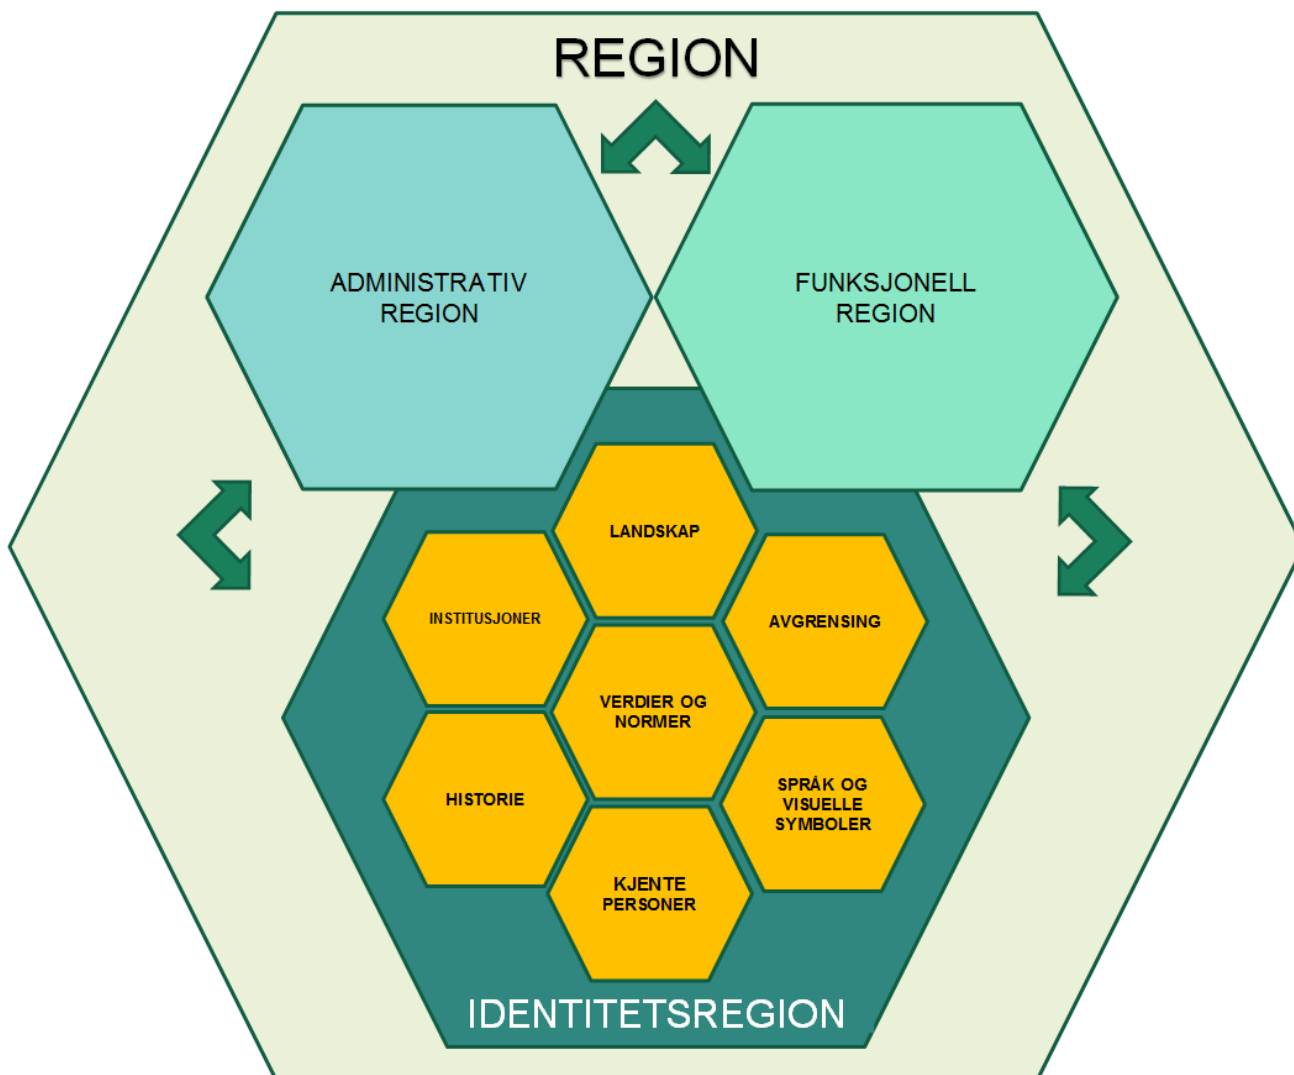 REGION
ADMINISTRATIV
REGION
FUNKSJONELL
REGION
LANDSKAP
INSTITUSJONER
AVGRENSING
VERDIER OG
NORMER
HISTORIE
SPRÅK OG
VISUELLE
SYMBOLER
KJENTE
PERSONER
IDENTITETSREGION